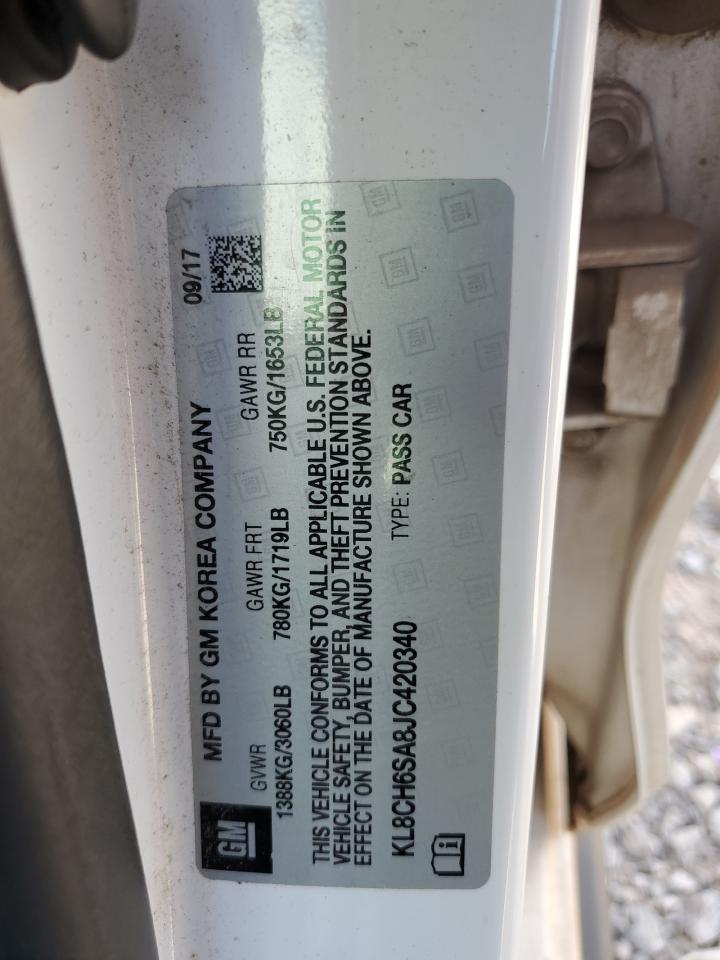 GM
MFD BY GM KOREA COMPANY 09/17
GVWR GAWR FRT GAWR RR
1388KG/3060LB 780KG/1719LB 750KG/1653LB
THIS VEHICLE CONFORMS TO ALL APPLICABLE U.S. FEDERAL MOTOR
VEHICLE SAFETY, BUMPER, AND THEFT PREVENTION STANDARDS IN
EFFECT ON THE DATE OF MANUFACTURE SHOWN ABOVE.
KL8CH6SA8JC420340 TYPE: PASS CAR